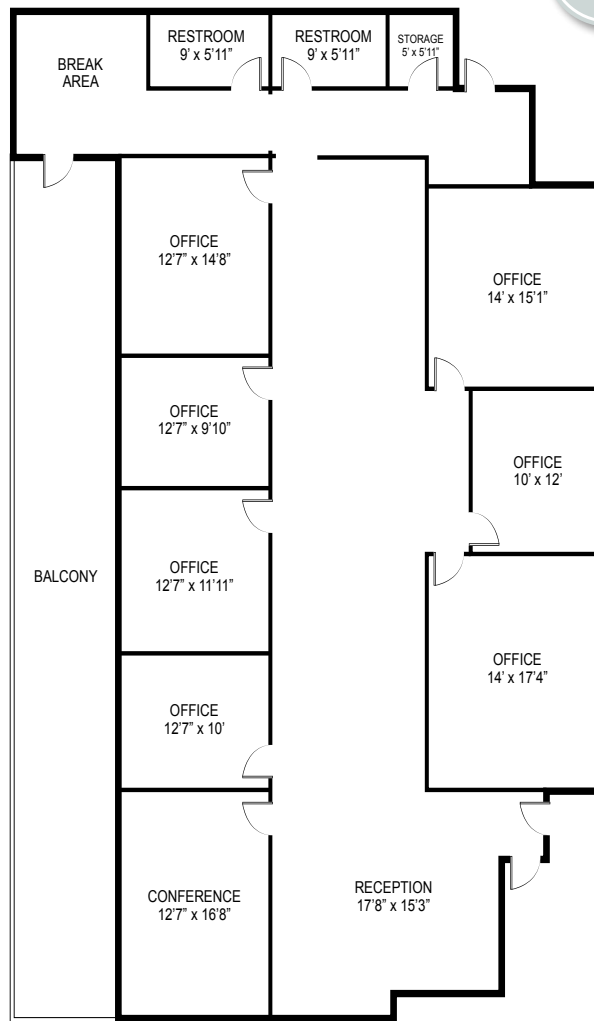 RESTROOM
9' x 5'11"
RESTROOM
9' x 5'11"
STORAGE
5' x 5'11"
BREAK
AREA
OFFICE
12'7" x 14'8"
OFFICE
14' x 15'1"
OFFICE
12'7" x 9'10"
OFFICE
10' x 12'
OFFICE
12'7" x 11'11"
BALCONY
OFFICE
14' x 17'4"
OFFICE
12'7" x 10'
CONFERENCE
12'7" x 16'8"
RECEPTION
17'8" x 15'3"